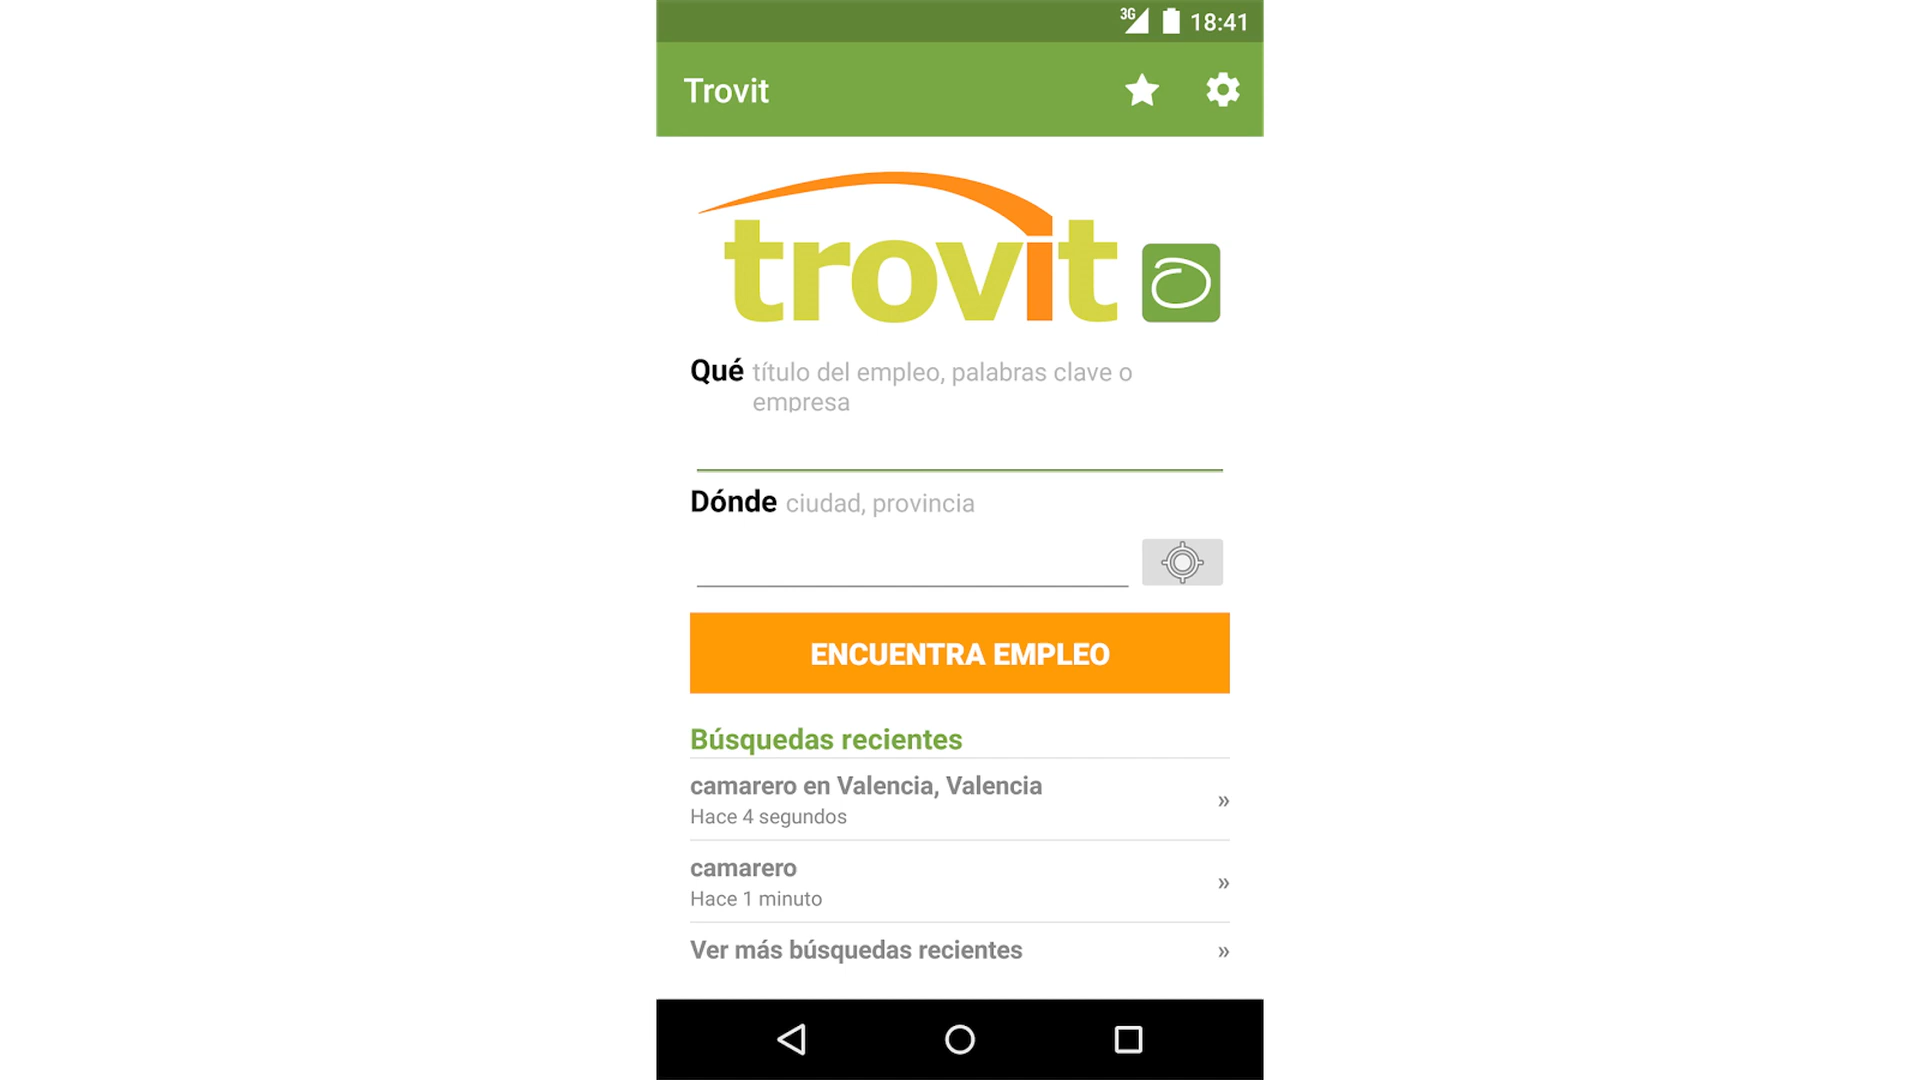 3G 18:41
Trovit
trovit
Qué título del empleo, palabras clave o
empresa
Dónde ciudad, provincia
ENCUENTRA EMPLEO
Búsquedas recientes
camarero en Valencia, Valencia
Hace 4 segundos
»
camarero
Hace 1 minuto
»
Ver más búsquedas recientes »